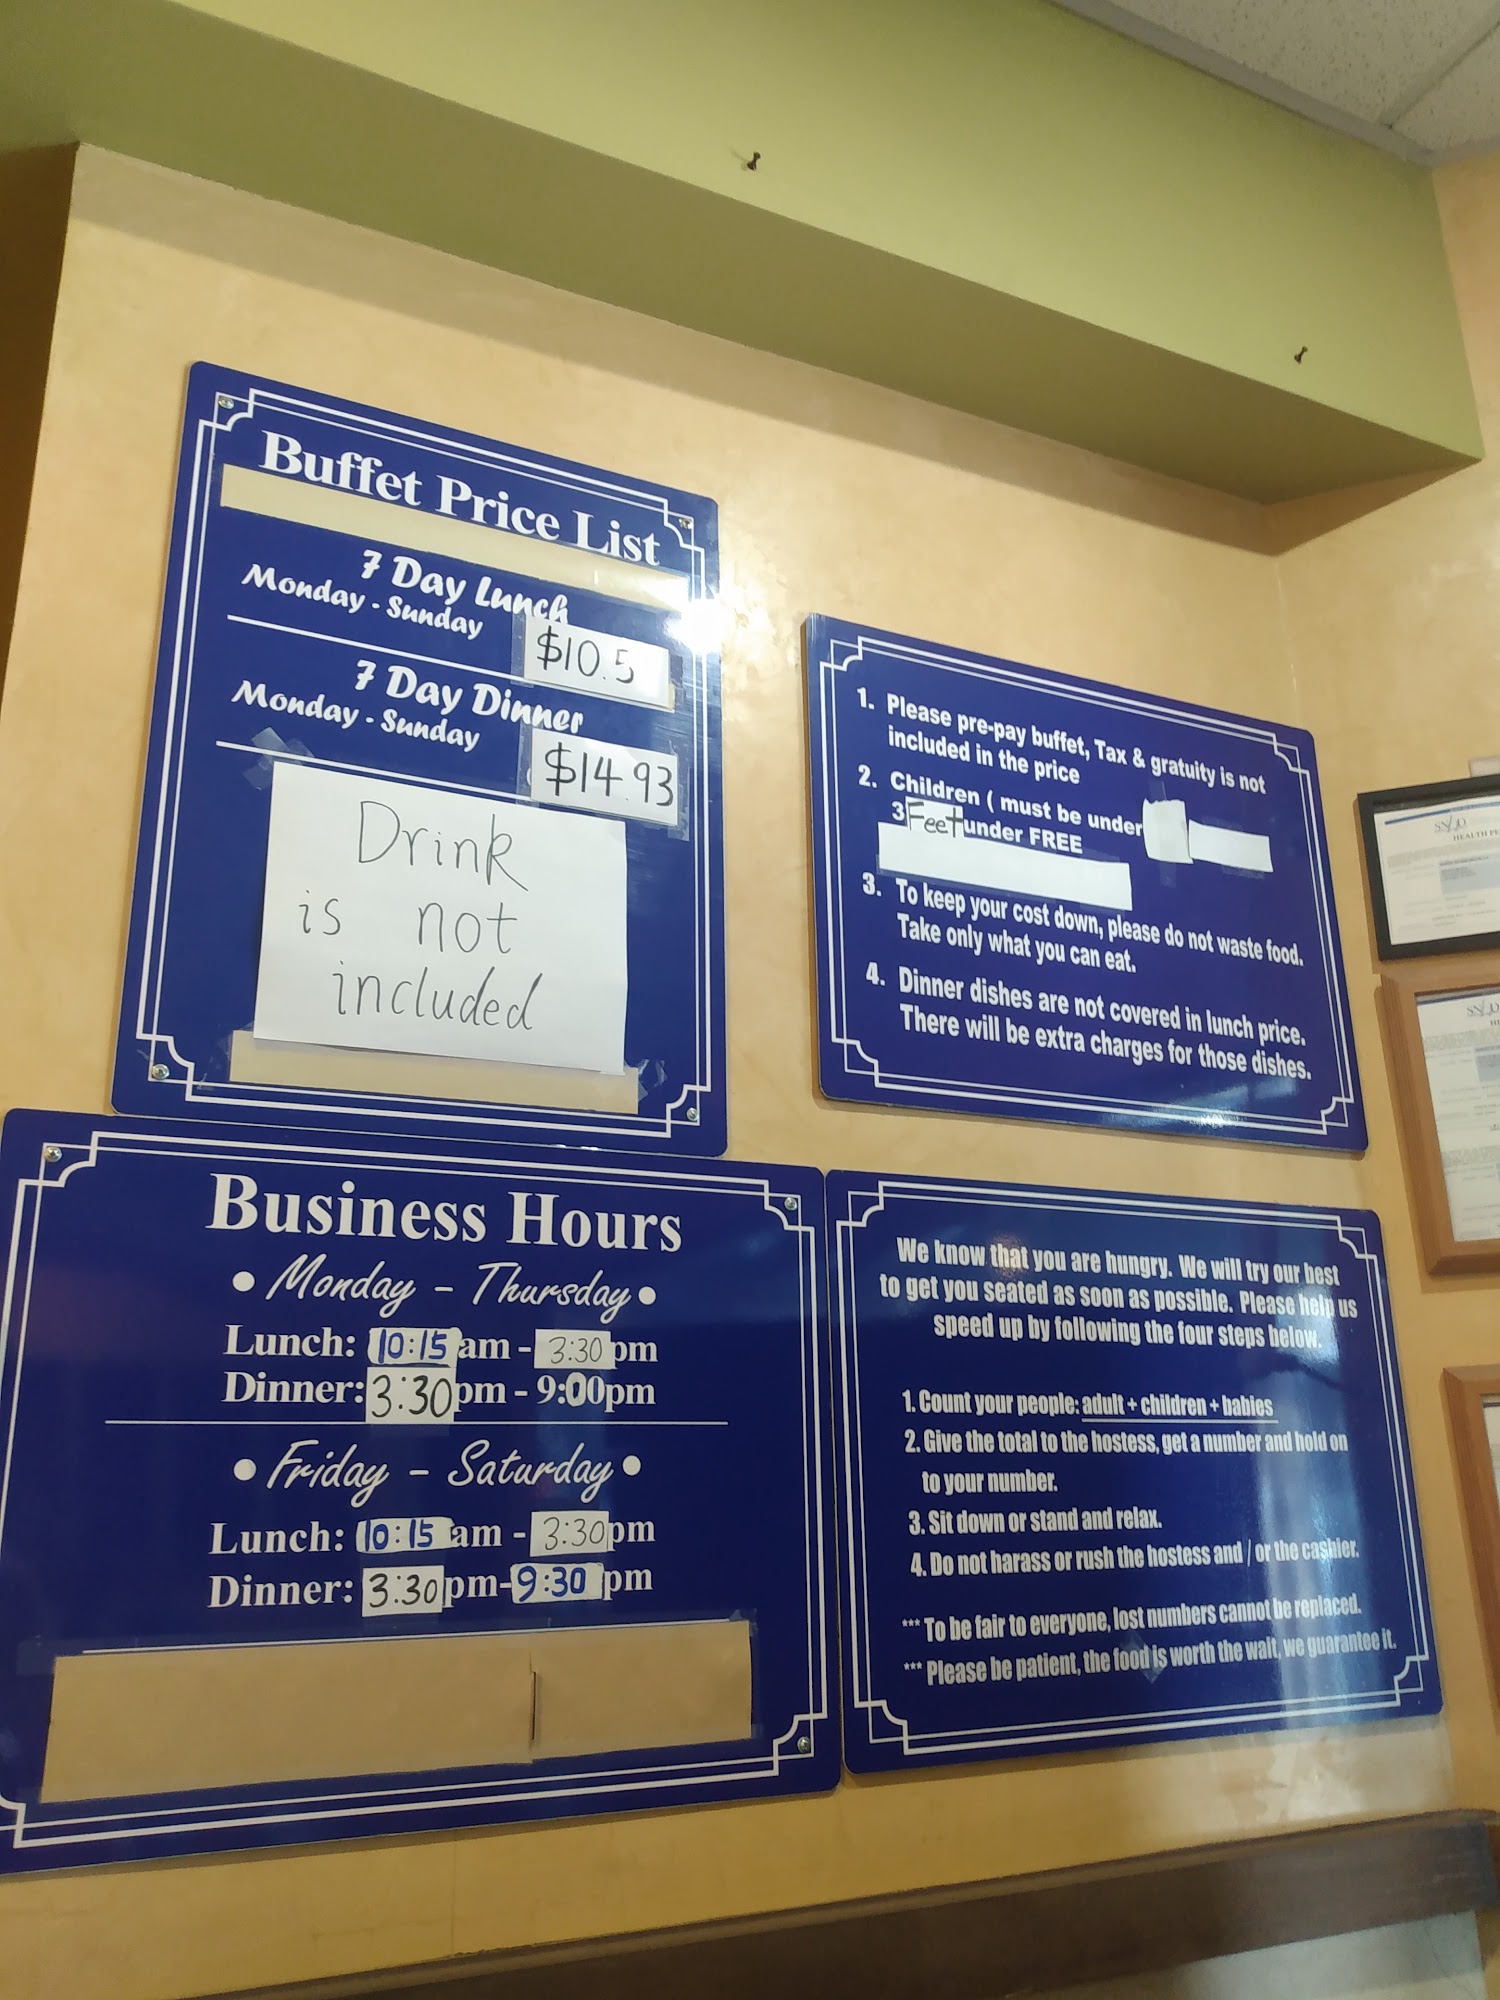 Buffet Price List
7 Day Lunch
Monday - Sunday
$10.5
7 Day Dinner
Monday - Sunday
$14.93
Drink
is not
included
1. Please pre-pay buffet, Tax & gratuity is not
included in the price
2. Children ( must be under
3 Feet under FREE
3. To keep your cost down, please do not waste food.
Take only what you can eat.
4. Dinner dishes are not covered in lunch price.
There will be extra charges for those dishes.
Business Hours
• Monday - Thursday •
Lunch: 10:15 am - 3:30 pm
Dinner: 3:30 pm - 9:00pm
• Friday - Saturday •
Lunch: 10:15 am - 3:30 pm
Dinner: 3:30 pm-9:30 pm
We know that you are hungry. We will try our best
to get you seated as soon as possible. Please help us
speed up by following the four steps below.
1. Count your people: adult + children + babies
2. Give the total to the hostess, get a number and hold on
to your number.
3. Sit down or stand and relax.
4. Do not harass or rush the hostess and / or the cashier.
*** To be fair to everyone, lost numbers cannot be replaced.
*** Please be patient, the food is worth the wait, we guarantee it.